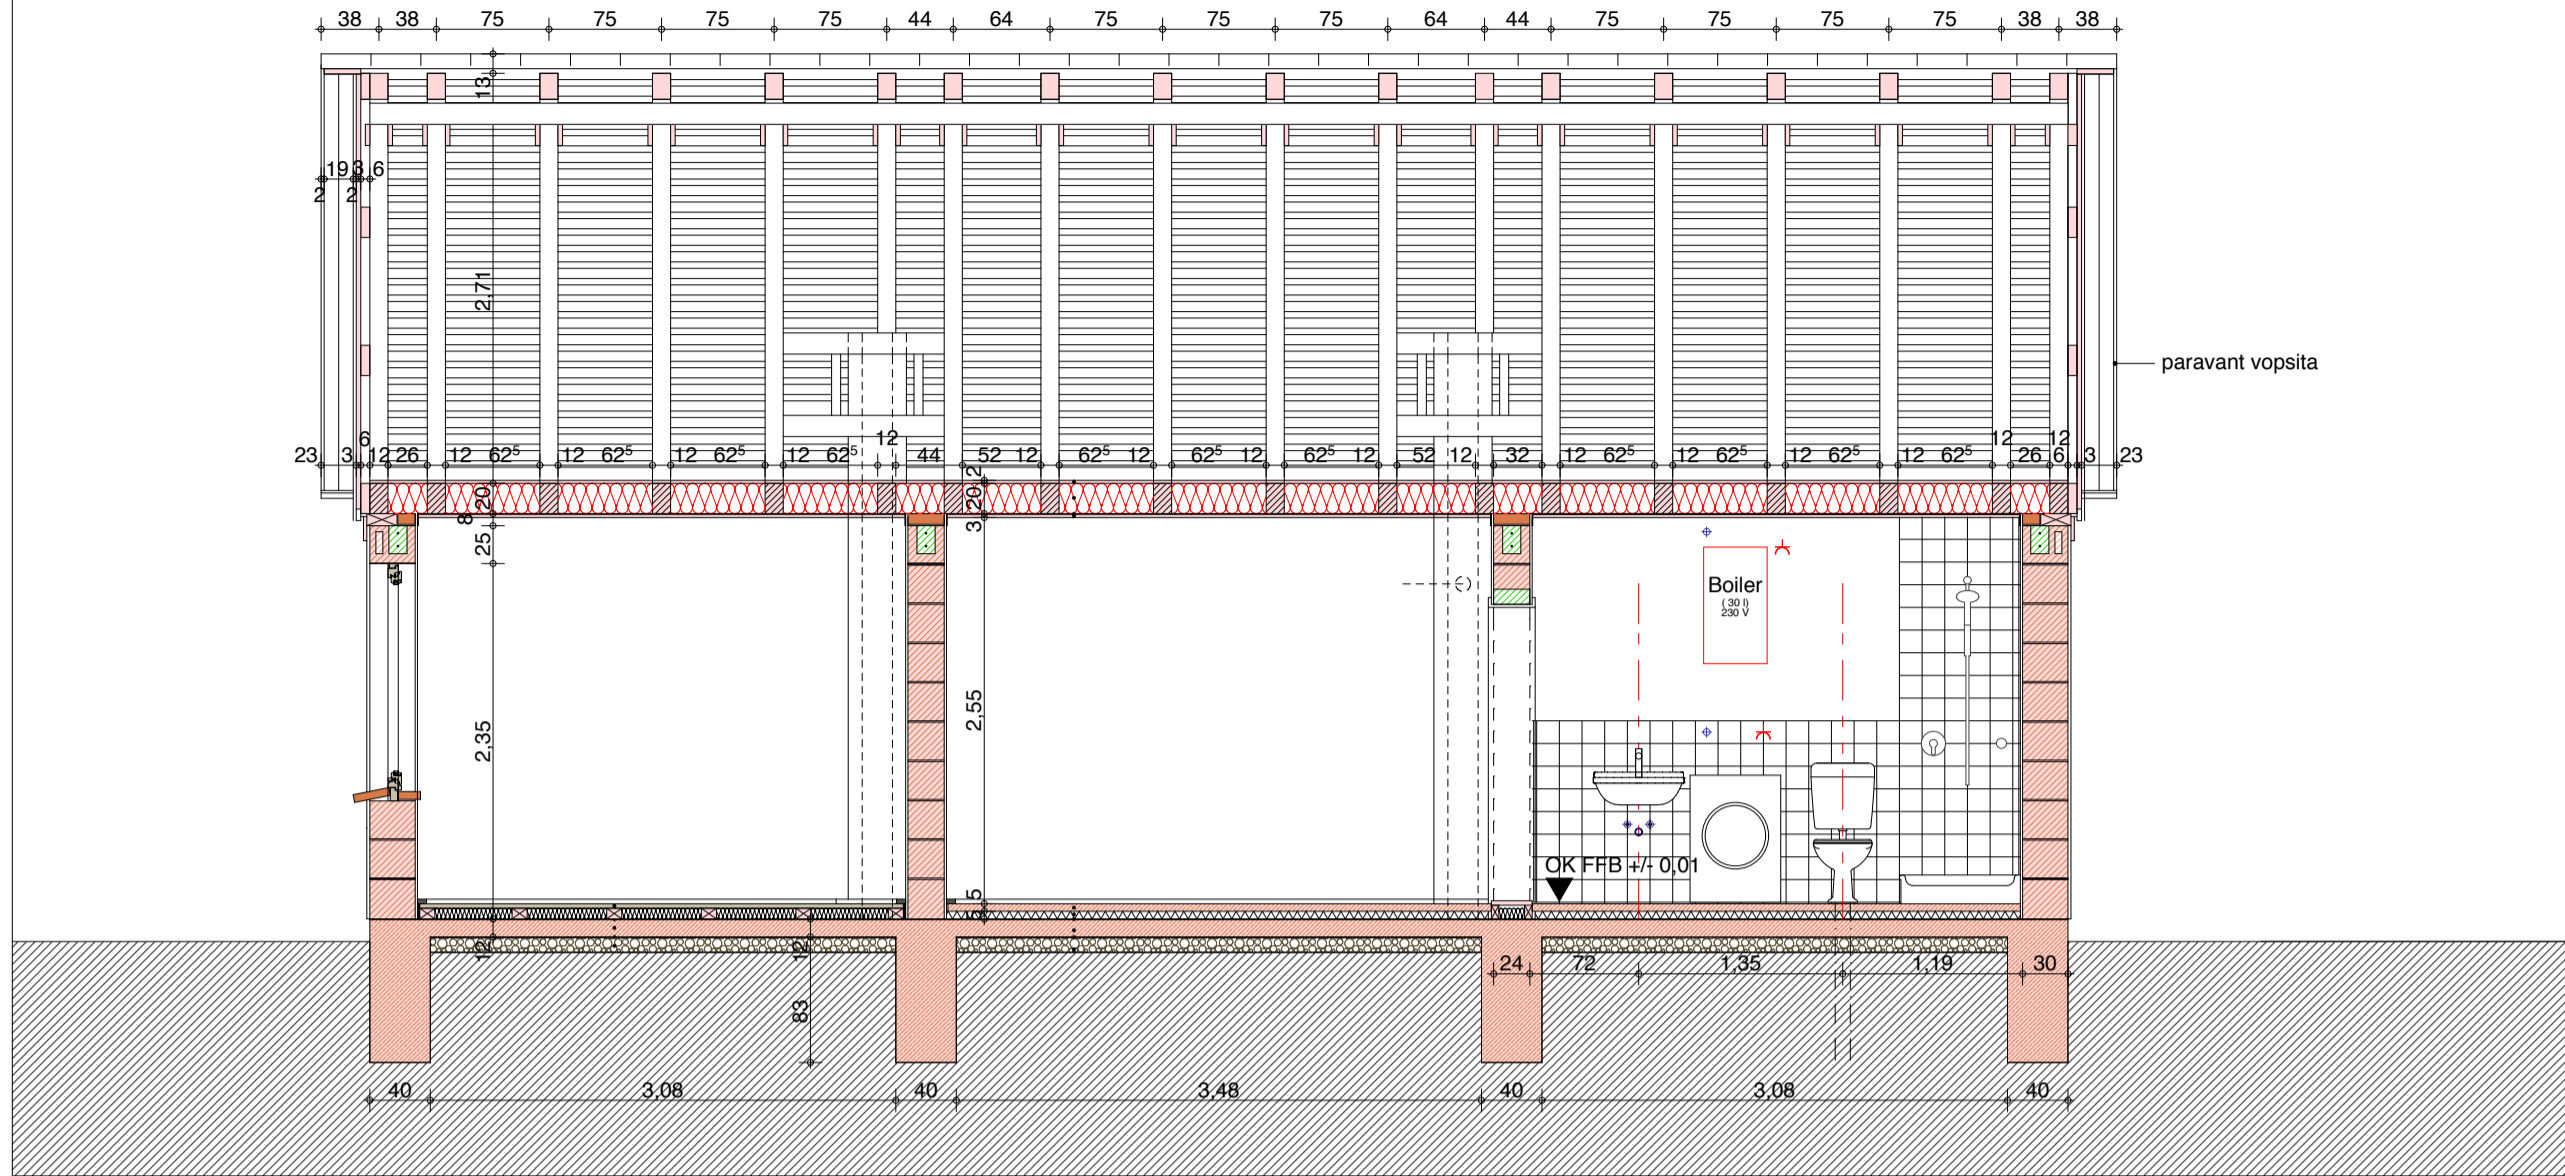 38 38 75 75 75 75 44 64 75 75 75 64 44 75 75 75 75 38 38
13
19 3 6
2 2
2,71
paravant vopsita
6 12 12 12
23 3 12 26 12 62⁵ 12 62⁵ 12 62⁵ 12 62⁵ 44 52 12 62⁵ 12 62⁵ 12 62⁵ 12 52 12 32 12 62⁵ 12 62⁵ 12 62⁵ 12 62⁵ 26 6 3 23
20
8
25
3 20 2
Boiler
( 30 l)
230 V
2,35
2,55
OK FFB +/- 0,01
5 5
12 12
24 72 1,35 1,19 30
83
40 3,08 40 3,48 40 3,08 40